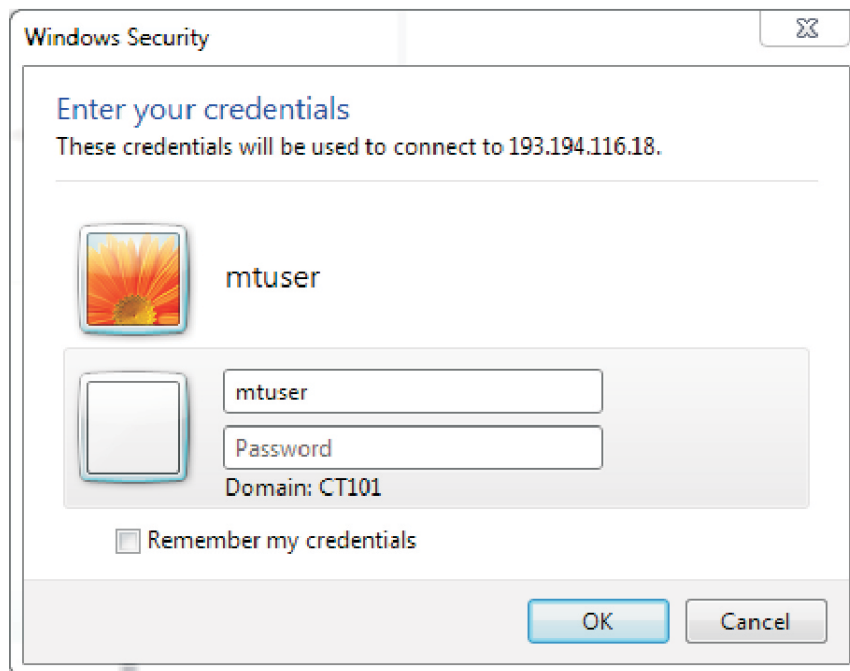 Windows Security
Enter your credentials
These credentials will be used to connect to 193.194.116.18.
mtuser
mtuser
Password
Domain: CT101
Remember my credentials
OK Cancel